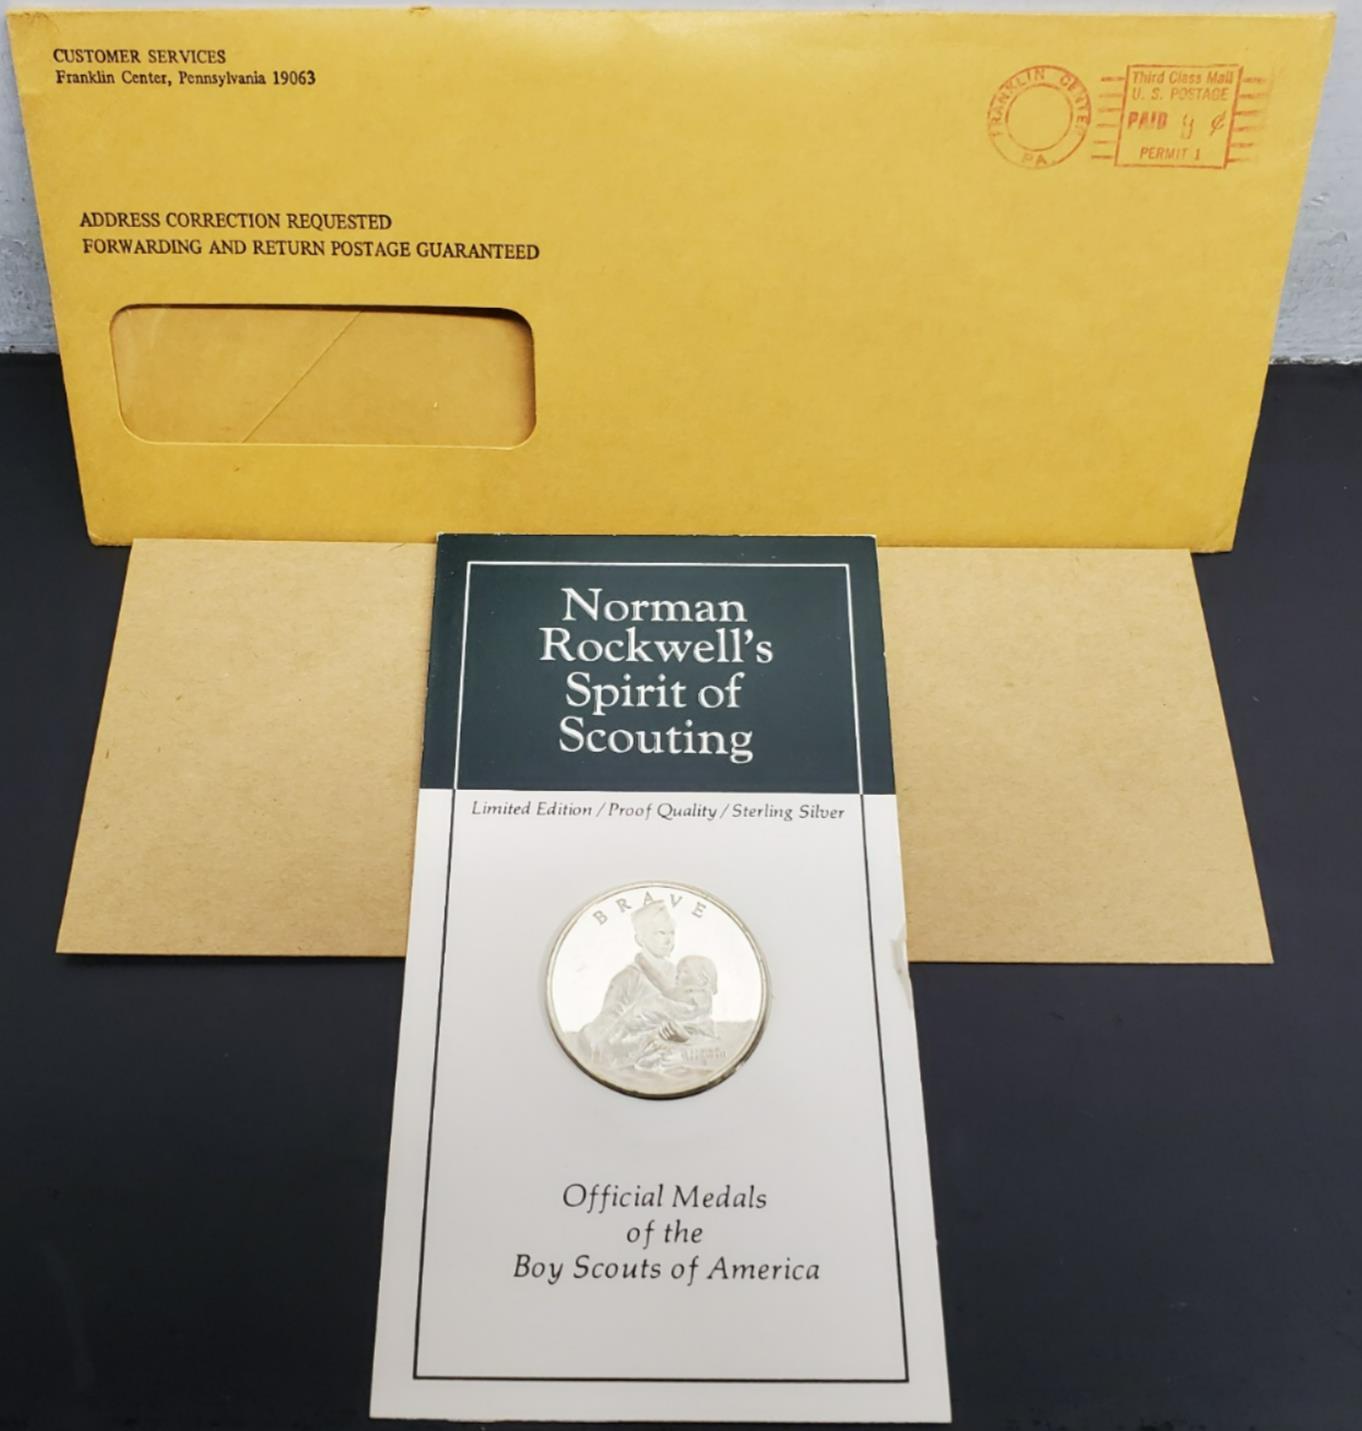 CUSTOMER SERVICES
Franklin Center, Pennsylvania 19063
FRANKLIN CENTER
PA.
Third Class Mail
U. S. POSTAGE
PAID ¢
PERMIT 1
ADDRESS CORRECTION REQUESTED
FORWARDING AND RETURN POSTAGE GUARANTEED
Norman
Rockwell's
Spirit of
Scouting
Limited Edition / Proof Quality / Sterling Silver
BRAVE
Official Medals
of the
Boy Scouts of America